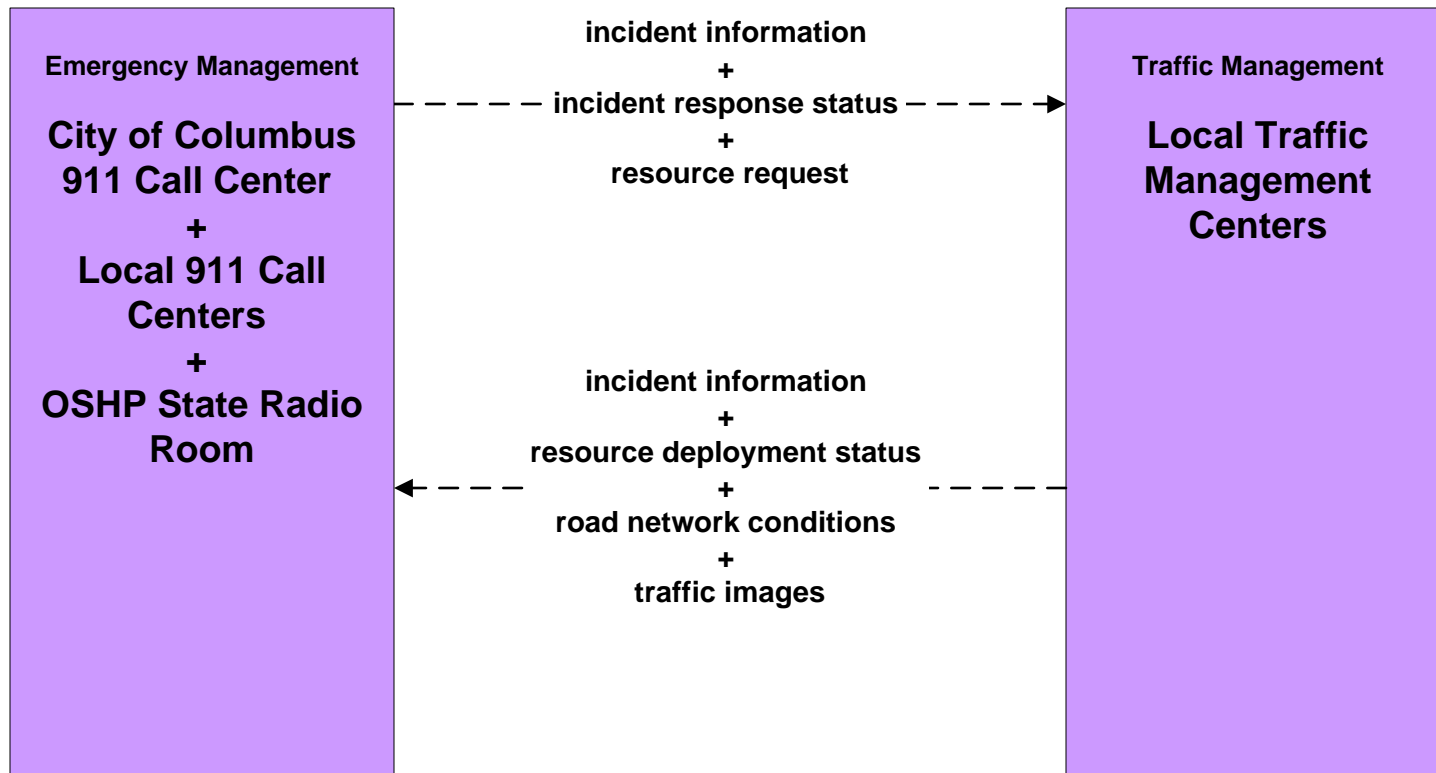 Emergency Management
City of Columbus
911 Call Center
+
Local 911 Call
Centers
+
OSHP State Radio
Room
incident information
+
incident response status
+
resource request
incident information
+
resource deployment status
+
road network conditions
+
traffic images
Traffic Management
Local Traffic
Management
Centers